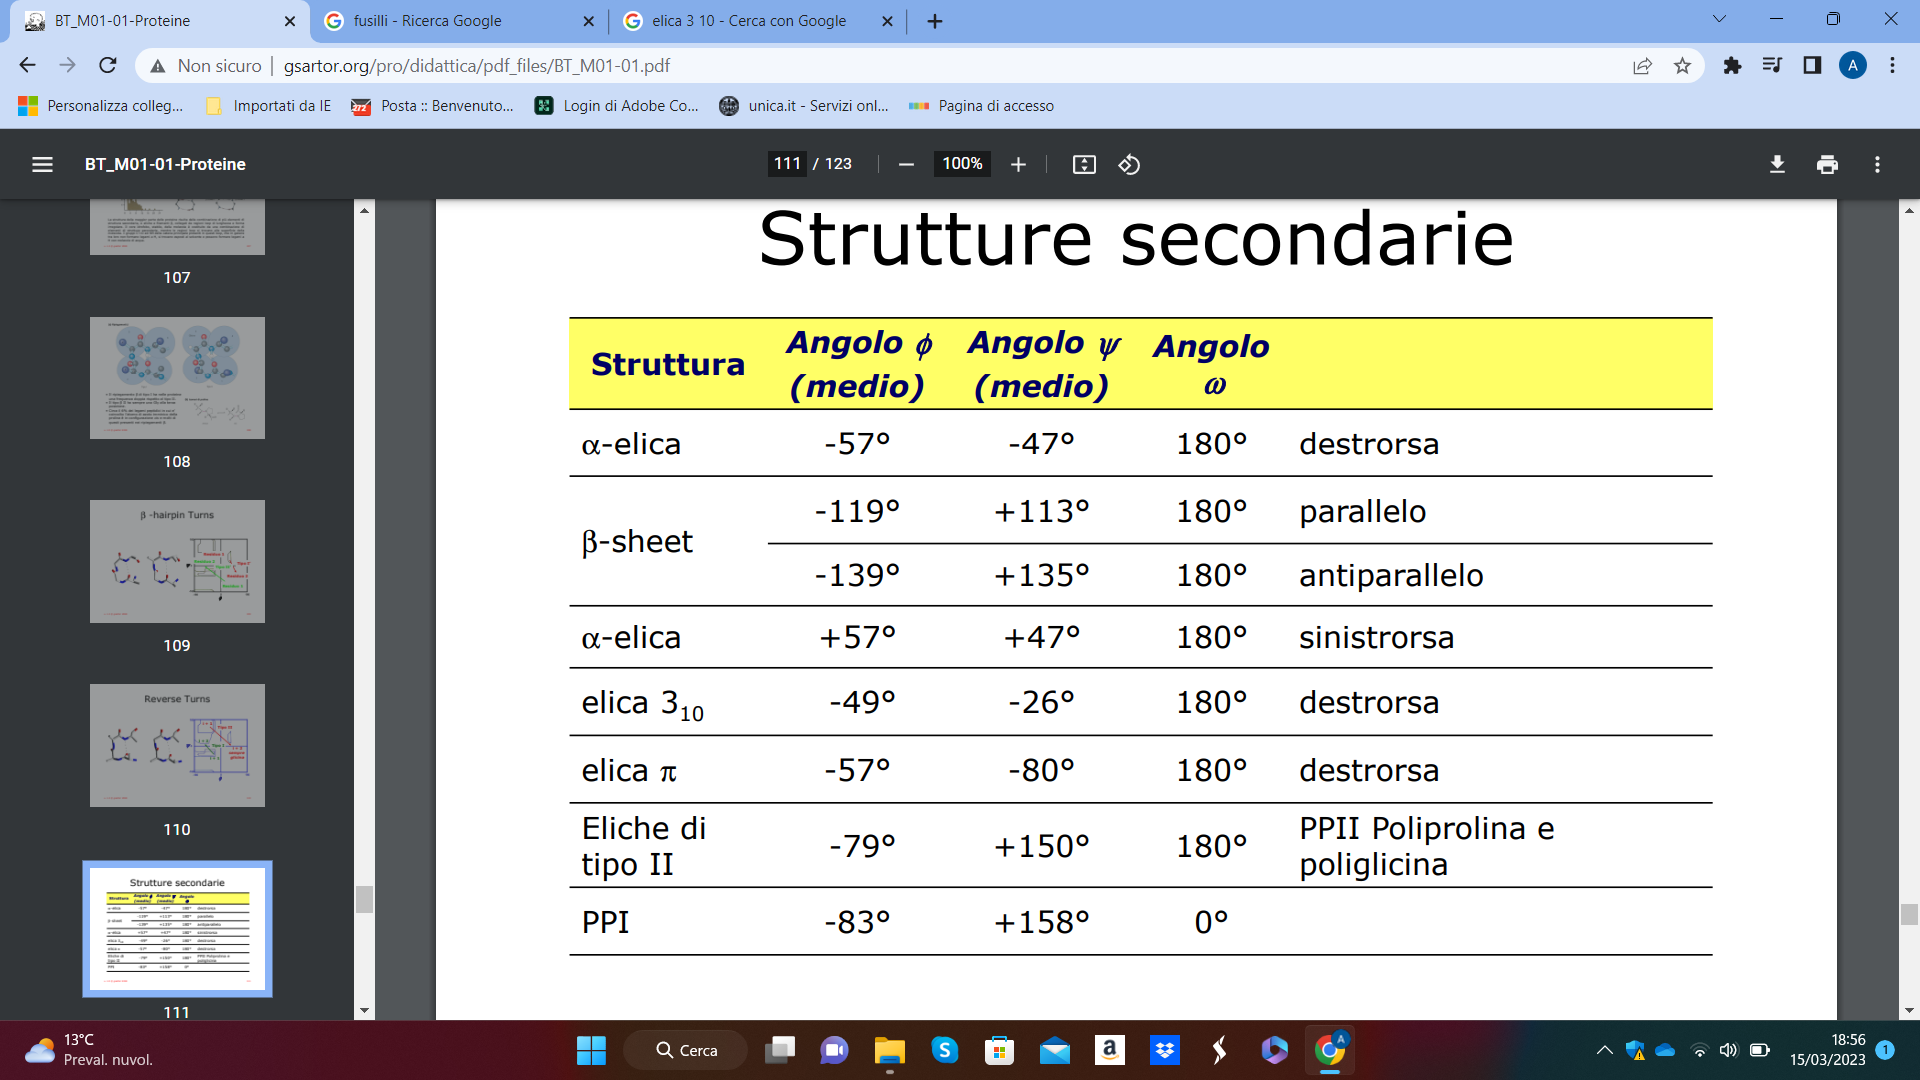 BT_M01-01-Proteine
fusilli - Ricerca Google
elica 3 10 - Cerca con Google
Non sicuro
gsartor.org/pro/didattica/pdf_files/BT_M01-01.pdf
A
Personalizza colleg...
Importati da IE
Posta :: Benvenuto...
Login di Adobe Co...
unica.it - Servizi onl...
Pagina di accesso
BT_M01-01-Proteine
111 / 123
100%
107
108
β -hairpin Turns
109
Reverse Turns
110
Strutture secondarie
111
Strutture secondarie
Struttura Angolo ϕ (medio) Angolo ψ (medio) Angolo ω
α-elica -57° -47° 180° destrorsa
β-sheet -119° +113° 180° parallelo
-139° +135° 180° antiparallelo
α-elica +57° +47° 180° sinistrorsa
elica 3₁₀ -49° -26° 180° destrorsa
elica π -57° -80° 180° destrorsa
Eliche di tipo II -79° +150° 180° PPII Poliprolina e poliglicina
PPI -83° +158° 0°
13°C
Preval. nuvol.
Cerca
18:56
15/03/2023
1